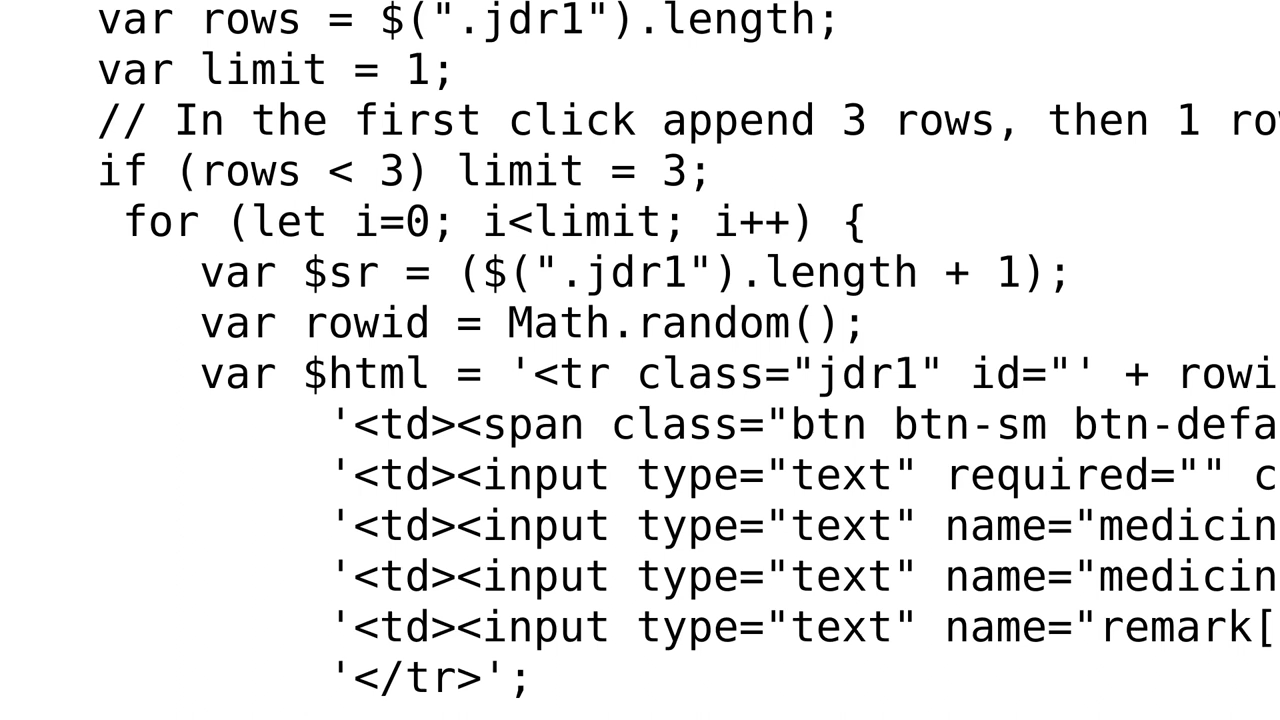 var rows = $(".jdr1").length;
var limit = 1;
// In the first click append 3 rows, then 1 ro
if (rows < 3) limit = 3;
for (let i=0; i<limit; i++) {
var $sr = ($(".jdr1").length + 1);
var rowid = Math.random();
var $html = '<tr class="jdr1" id="' + rowi
'<td><span class="btn btn-sm btn-defa
'<td><input type="text" required="" c
'<td><input type="text" name="medicin
'<td><input type="text" name="medicin
'<td><input type="text" name="remark[
'</tr>';